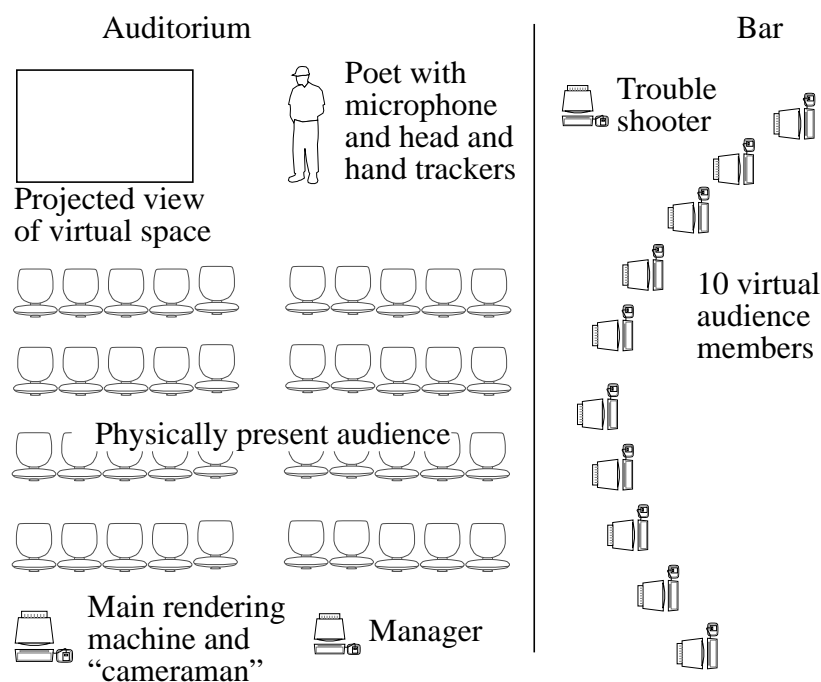 Auditorium
Bar
Poet with
microphone
and head and
hand trackers
Projected view
of virtual space
Trouble
shooter
10 virtual
audience
members
Physically present audience
Main rendering
machine and
“cameraman”
Manager